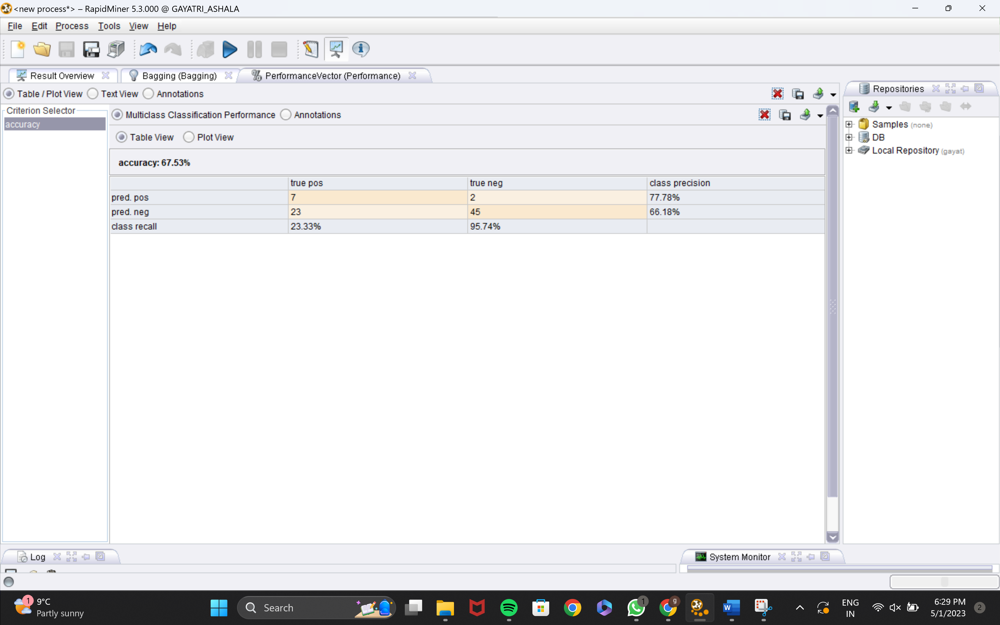 <new process*> – RapidMiner 5.3.000 @ GAYATRI_ASHALA
File Edit Process Tools View Help
Result Overview Bagging (Bagging) PerformanceVector (Performance)
Table / Plot View Text View Annotations
Criterion Selector
accuracy
Multiclass Classification Performance Annotations
Table View Plot View
accuracy: 67.53%
true pos true neg class precision
pred. pos 7 2 77.78%
pred. neg 23 45 66.18%
class recall 23.33% 95.74%
Repositories
Samples (none)
DB
Local Repository (gayat)
Log
System Monitor
1 9°C
Partly sunny
Search
1
g
ENG
IN
6:29 PM
5/1/2023
2